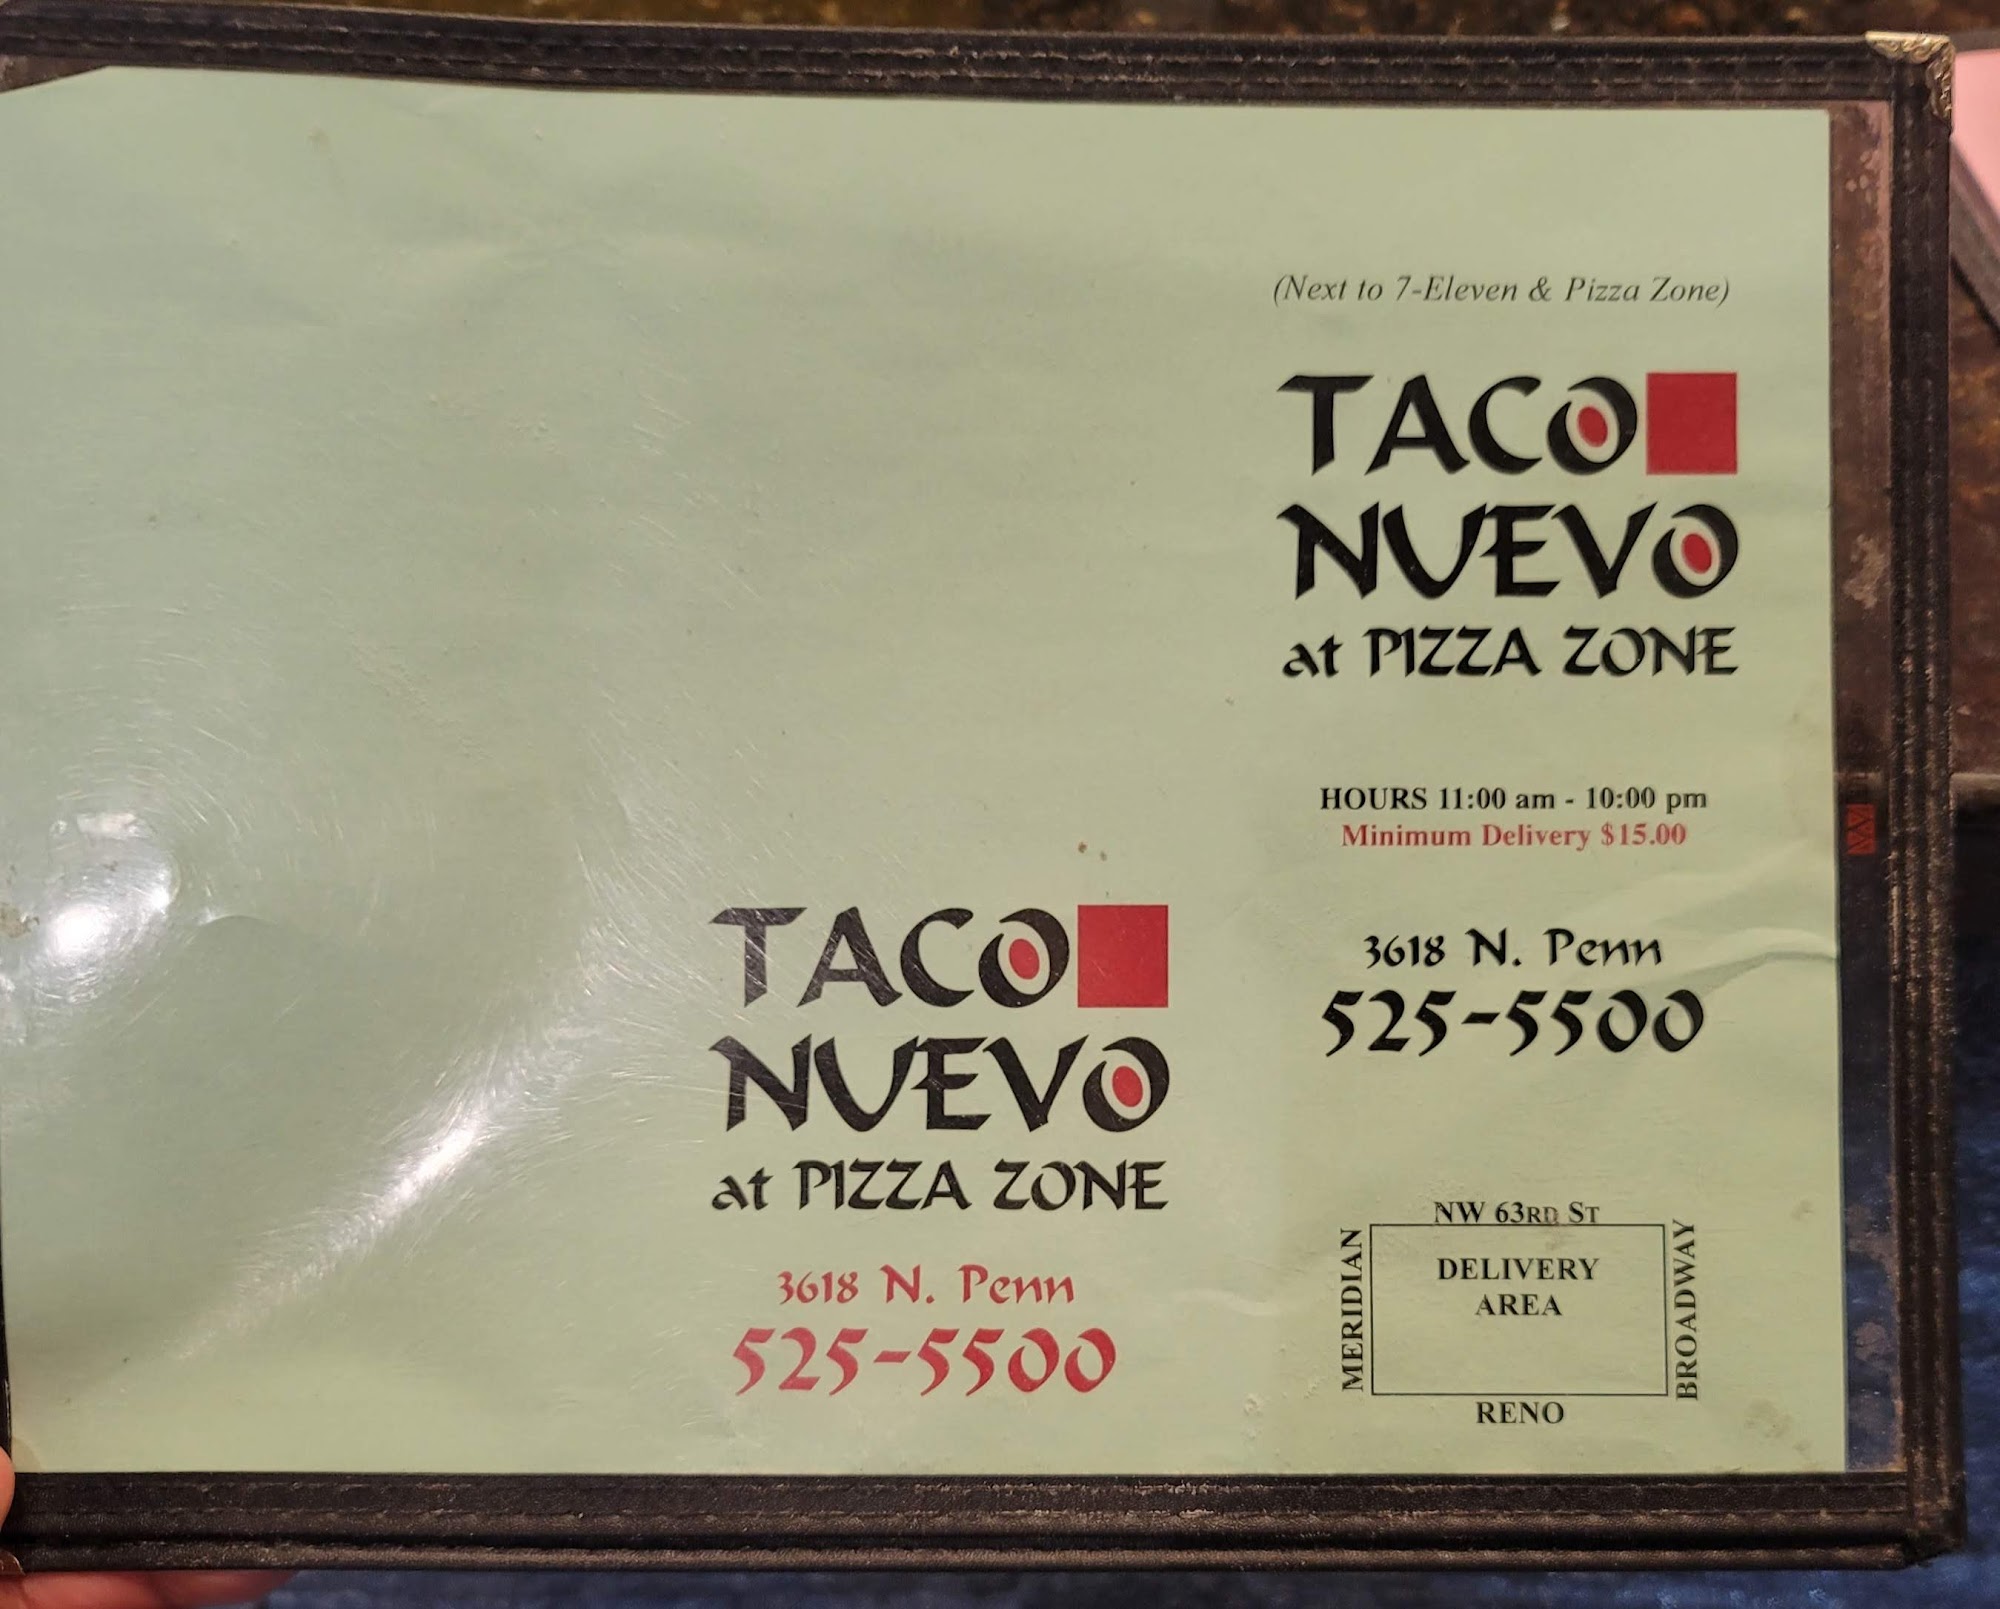 (Next to 7-Eleven & Pizza Zone)
TACO
NUEVO
at PIZZA ZONE
HOURS 11:00 am - 10:00 pm
Minimum Delivery $15.00
3618 N. Penn
525-5500
NW 63RD ST
MERIDIAN
DELIVERY
AREA
BROADWAY
RENO
TACO
NUEVO
at PIZZA ZONE
3618 N. Penn
525-5500